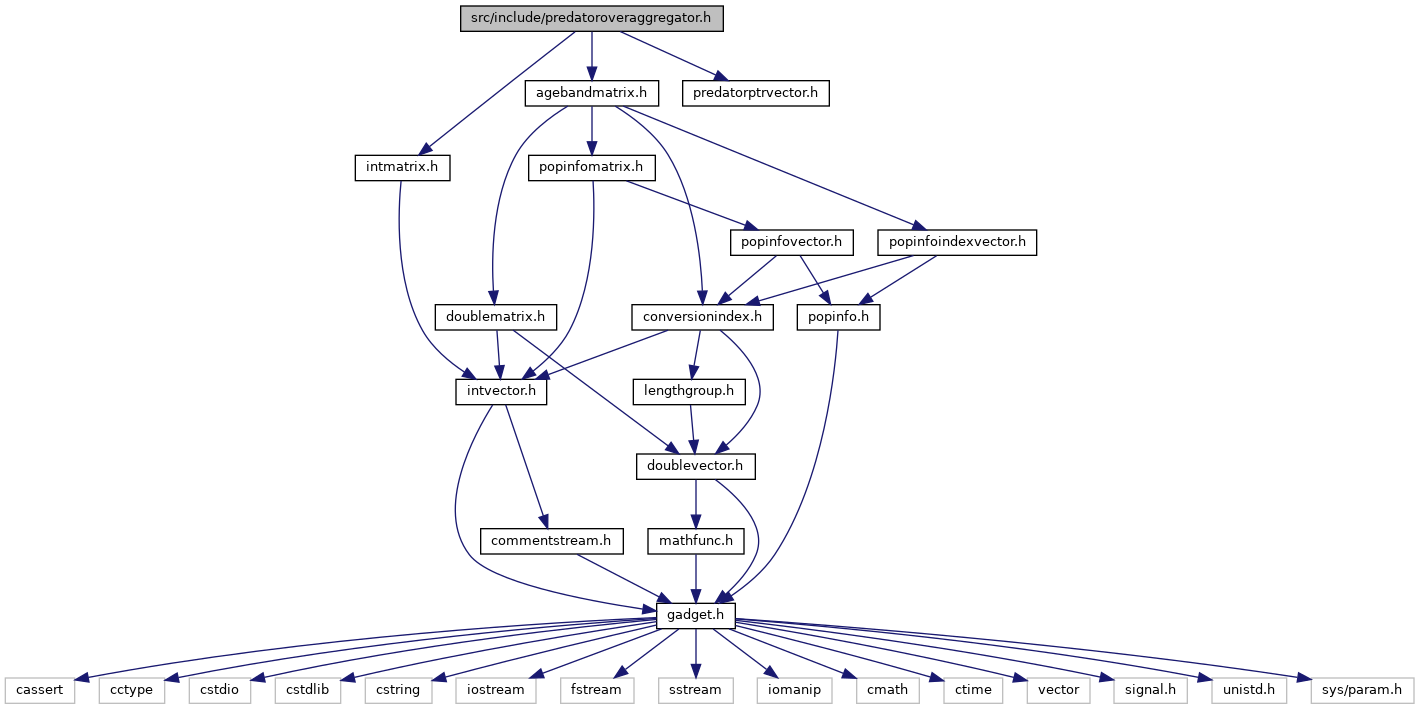 src/include/predatoroveraggregator.h
agebandmatrix.h
predatorptrvector.h
intmatrix.h
popinfomatrix.h
popinfovector.h
popinfoindexvector.h
doublematrix.h
conversionindex.h
popinfo.h
intvector.h
lengthgroup.h
doublevector.h
commentstream.h
mathfunc.h
gadget.h
cassert
cctype
cstdio
cstdlib
cstring
iostream
fstream
sstream
iomanip
cmath
ctime
vector
signal.h
unistd.h
sys/param.h